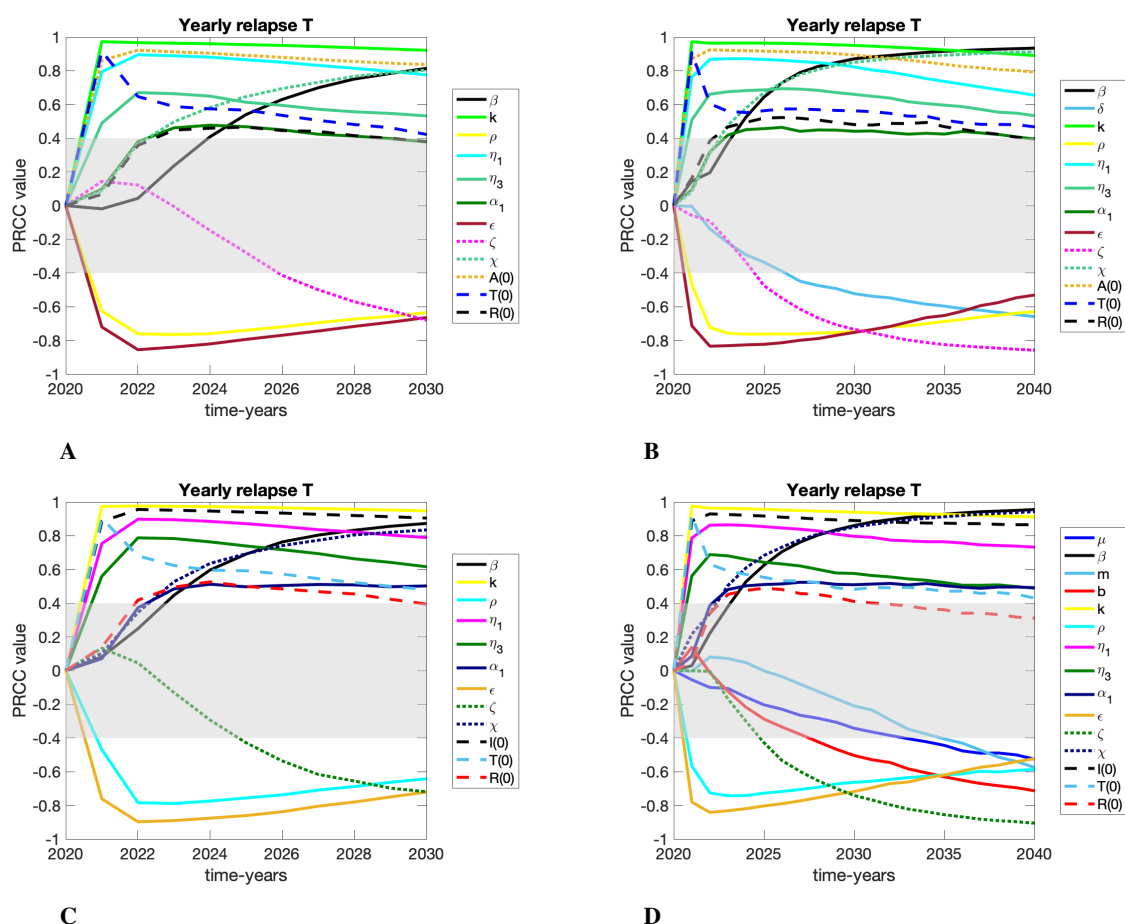 Yearly relapse T
PRCC value
1
0.8
0.6
0.4
0.2
0
-0.2
-0.4
-0.6
-0.8
-1
2020 2022 2024 2026 2028 2030
time-years
β
k
ρ
η1
η3
α1
ϵ
ζ
χ
A(0)
T(0)
R(0)
A
Yearly relapse T
PRCC value
1
0.8
0.6
0.4
0.2
0
-0.2
-0.4
-0.6
-0.8
-1
2020 2025 2030 2035 2040
time-years
β
δ
k
ρ
η1
η3
α1
ϵ
ζ
χ
A(0)
T(0)
R(0)
B
Yearly relapse T
PRCC value
1
0.8
0.6
0.4
0.2
0
-0.2
-0.4
-0.6
-0.8
-1
2020 2022 2024 2026 2028 2030
time-years
β
k
ρ
η1
η3
α1
ϵ
ζ
χ
I(0)
T(0)
R(0)
C
Yearly relapse T
PRCC value
1
0.8
0.6
0.4
0.2
0
-0.2
-0.4
-0.6
-0.8
-1
2020 2025 2030 2035 2040
time-years
μ
β
m
b
k
ρ
η1
η3
α1
ϵ
ζ
χ
I(0)
T(0)
R(0)
D